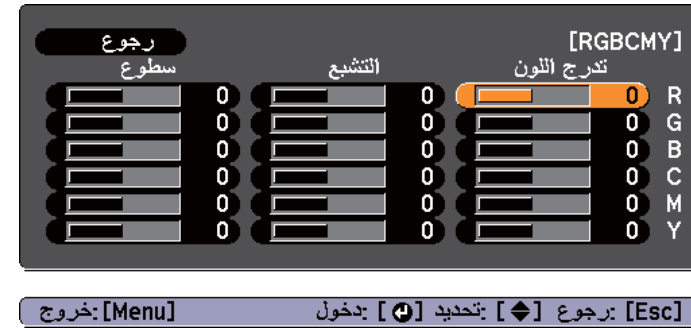 [RGBCMY] رجوع
تدرج اللون التشبع سطوع
R 0 0 0
G 0 0 0
B 0 0 0
C 0 0 0
M 0 0 0
Y 0 0 0
[Esc] :رجوع [◆] :تحديد [↵] :دخول [Menu] :خروج